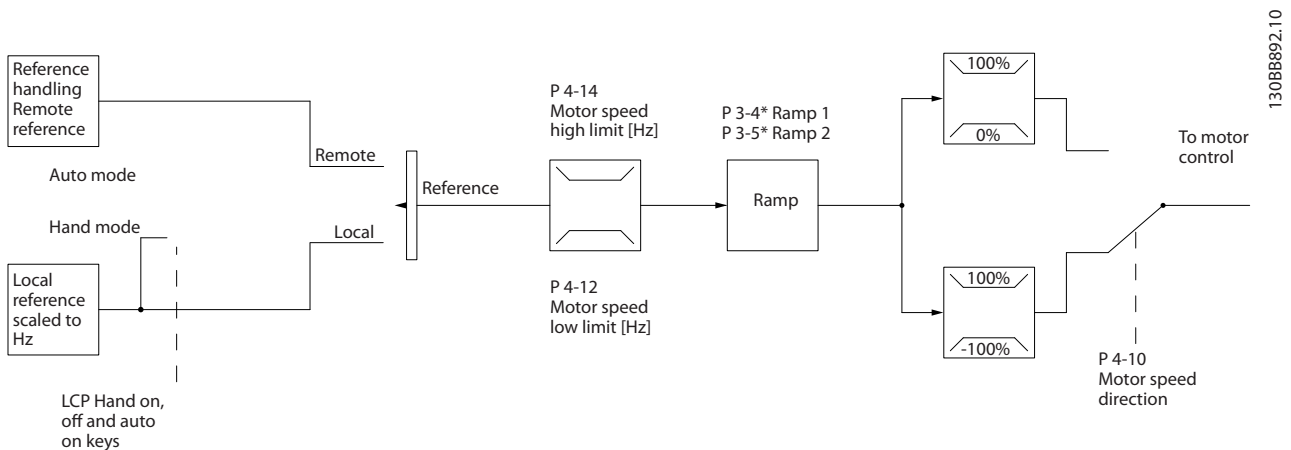 130BB892.10
Reference
handling
Remote
reference
Auto mode
Hand mode
Local
reference
scaled to
Hz
LCP Hand on,
off and auto
on keys
Remote
Local
Reference
P 4-14
Motor speed
high limit [Hz]
P 4-12
Motor speed
low limit [Hz]
P 3-4* Ramp 1
P 3-5* Ramp 2
Ramp
100%
0%
100%
-100%
To motor
control
P 4-10
Motor speed
direction